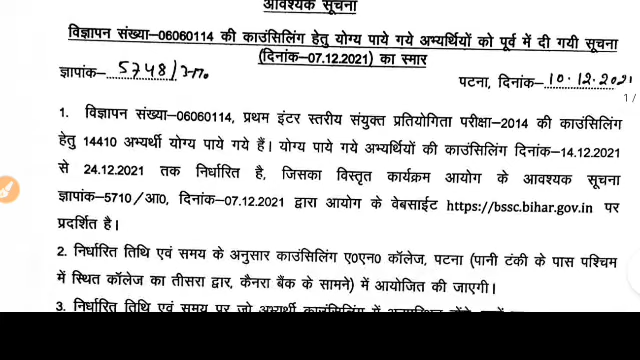 आवश्यक सूचना
विज्ञापन संख्या–06060114 की काउंसिलिंग हेतु योग्य पाये गये अभ्यर्थियों को पूर्व में दी गयी सूचना
(दिनांक–07.12.2021) का स्मार
ज्ञापांक–5748/आ०
पटना, दिनांक–10.12.2021
1/
1. विज्ञापन संख्या–06060114, प्रथम इंटर स्तरीय संयुक्त प्रतियोगिता परीक्षा–2014 की काउंसिलिंग
हेतु 14410 अभ्यर्थी योग्य पाये गये हैं। योग्य पाये गये अभ्यर्थियों की काउंसिलिंग दिनांक–14.12.2021
से 24.12.2021 तक निर्धारित है, जिसका विस्तृत कार्यक्रम आयोग के आवश्यक सूचना
ज्ञापांक–5710/आ0, दिनांक–07.12.2021 द्वारा आयोग के वेबसाईट https://bssc.bihar.gov.in पर
प्रदर्शित है।
2. निर्धारित तिथि एवं समय के अनुसार काउंसिलिंग ए0एन0 कॉलेज, पटना (पानी टंकी के पास पश्चिम
में स्थित कॉलेज का तीसरा द्वार, कैनरा बैंक के सामने) में आयोजित की जाएगी।
3. निर्धारित तिथि एवं समय पर जो अभ्यर्थी काउंसिलिंग में अनुपस्थित